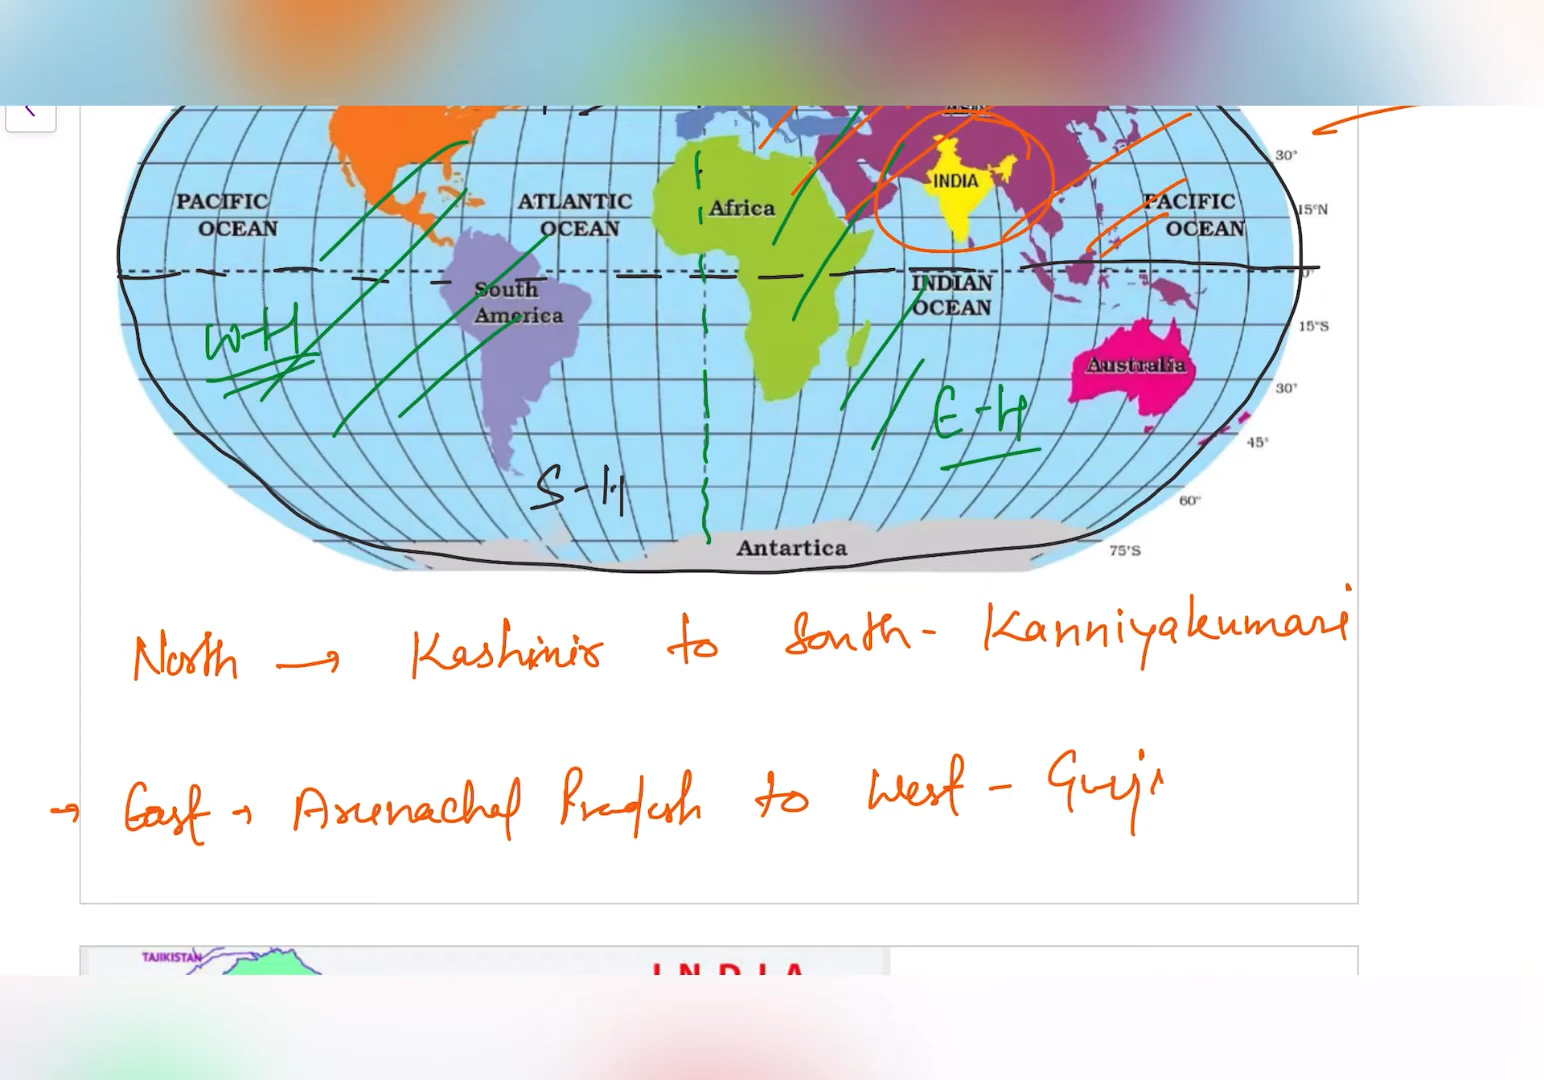 30°
INDIA
PACIFIC OCEAN
ATLANTIC OCEAN
Africa
PACIFIC OCEAN
15°N
0°
South America
INDIAN OCEAN
15°S
W-H
Australia
30°
E-H
45°
S-H
60°
Antartica
75°S
North → Kashmir to South - Kanniyakumari
→ East → Arunachal Pradesh to West - Guj
TAJIKISTAN
INDIA